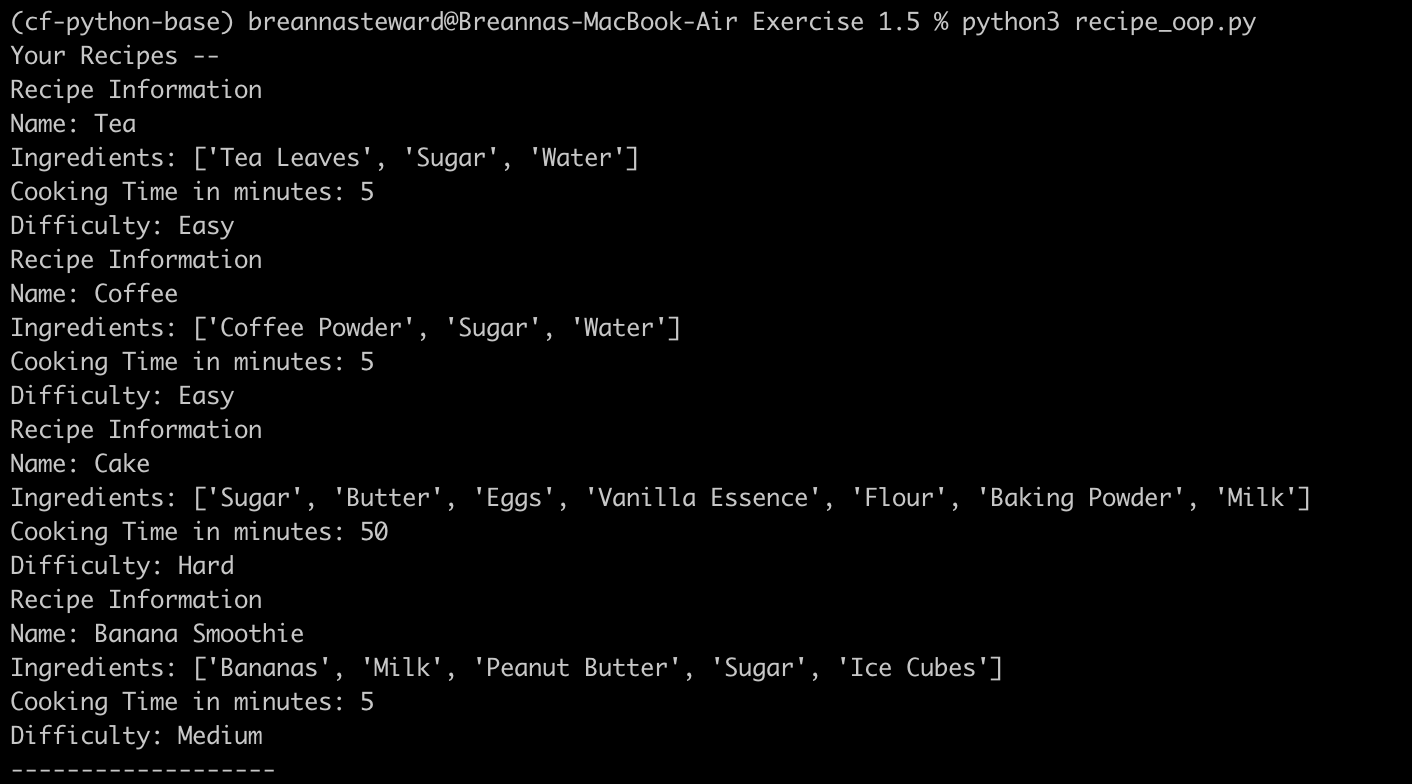 (cf-python-base) breannasteward@Breannas-MacBook-Air Exercise 1.5 % python3 recipe_oop.py
Your Recipes --
Recipe Information
Name: Tea
Ingredients: ['Tea Leaves', 'Sugar', 'Water']
Cooking Time in minutes: 5
Difficulty: Easy
Recipe Information
Name: Coffee
Ingredients: ['Coffee Powder', 'Sugar', 'Water']
Cooking Time in minutes: 5
Difficulty: Easy
Recipe Information
Name: Cake
Ingredients: ['Sugar', 'Butter', 'Eggs', 'Vanilla Essence', 'Flour', 'Baking Powder', 'Milk']
Cooking Time in minutes: 50
Difficulty: Hard
Recipe Information
Name: Banana Smoothie
Ingredients: ['Bananas', 'Milk', 'Peanut Butter', 'Sugar', 'Ice Cubes']
Cooking Time in minutes: 5
Difficulty: Medium
-------------------